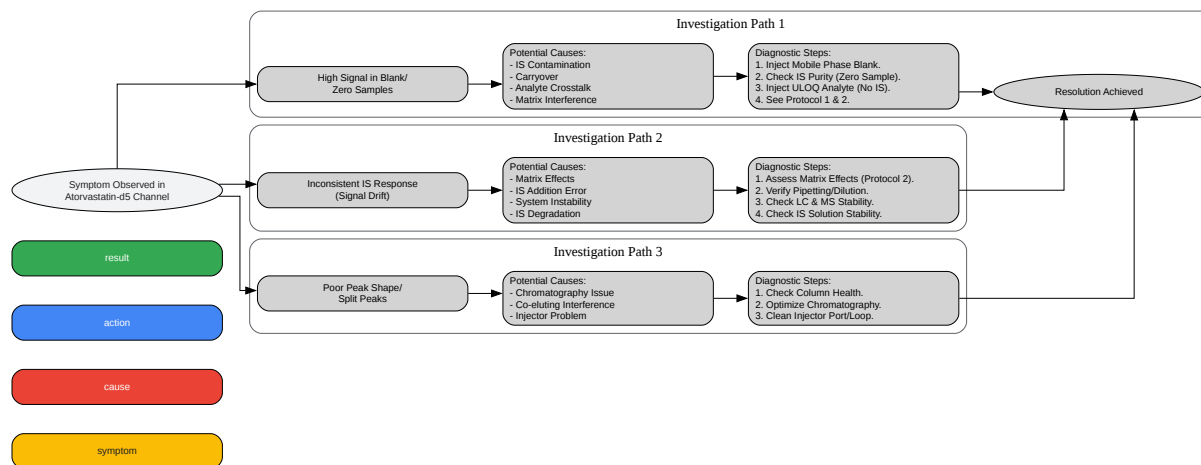 Investigation Path 1
High Signal in Blank/
Zero Samples
Potential Causes:
- IS Contamination
- Carryover
- Analyte Crosstalk
- Matrix Interference
Diagnostic Steps:
1. Inject Mobile Phase Blank.
2. Check IS Purity (Zero Sample).
3. Inject ULOQ Analyte (No IS).
4. See Protocol 1 & 2.
Resolution Achieved
Investigation Path 2
Symptom Observed in
Atorvastatin-d5 Channel
Inconsistent IS Response
(Signal Drift)
Potential Causes:
- Matrix Effects
- IS Addition Error
- System Instability
- IS Degradation
Diagnostic Steps:
1. Assess Matrix Effects (Protocol 2).
2. Verify Pipetting/Dilution.
3. Check LC & MS Stability.
4. Check IS Solution Stability.
Investigation Path 3
Poor Peak Shape/
Split Peaks
Potential Causes:
- Chromatography Issue
- Co-eluting Interference
- Injector Problem
Diagnostic Steps:
1. Check Column Health.
2. Optimize Chromatography.
3. Clean Injector Port/Loop.
result
action
cause
symptom